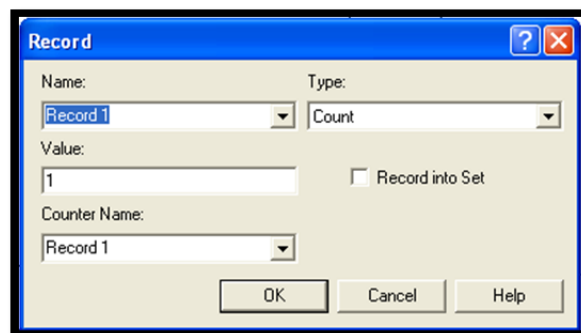 Record
Name: Type:
Record 1 Count
Value:
1 Record into Set
Counter Name:
Record 1
OK Cancel Help